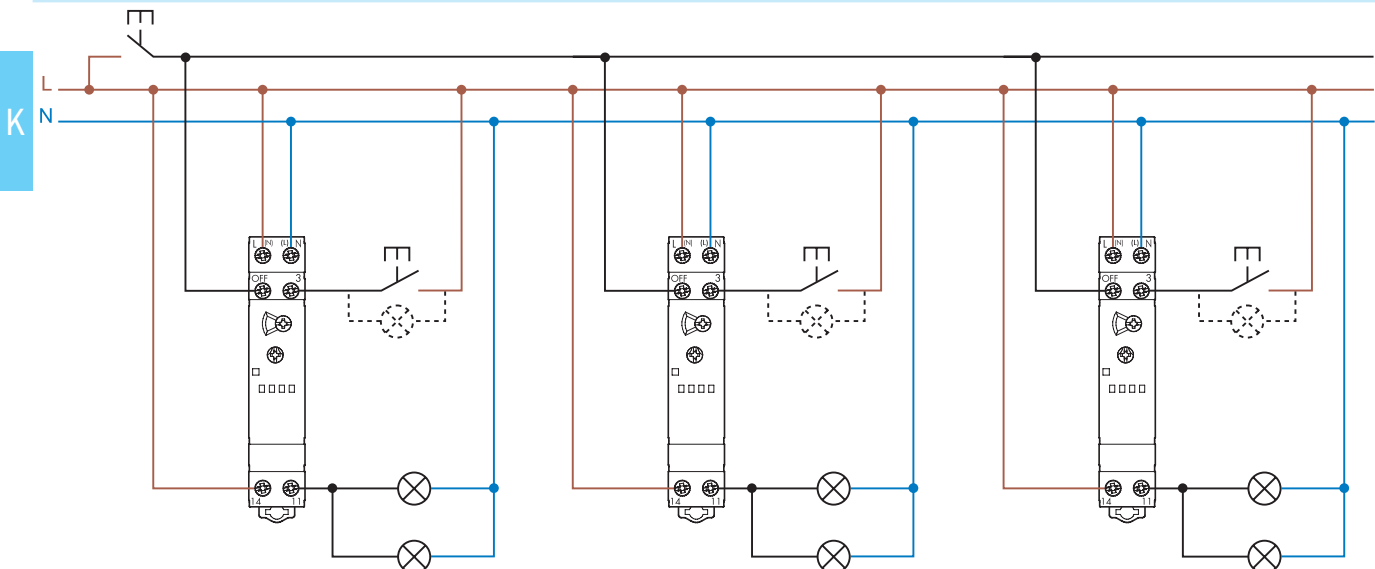 L
K
N
L (N) (L) N
L (N) (L) N
L (N) (L) N
OFF 3
OFF 3
OFF 3
14 11
14 11
14 11